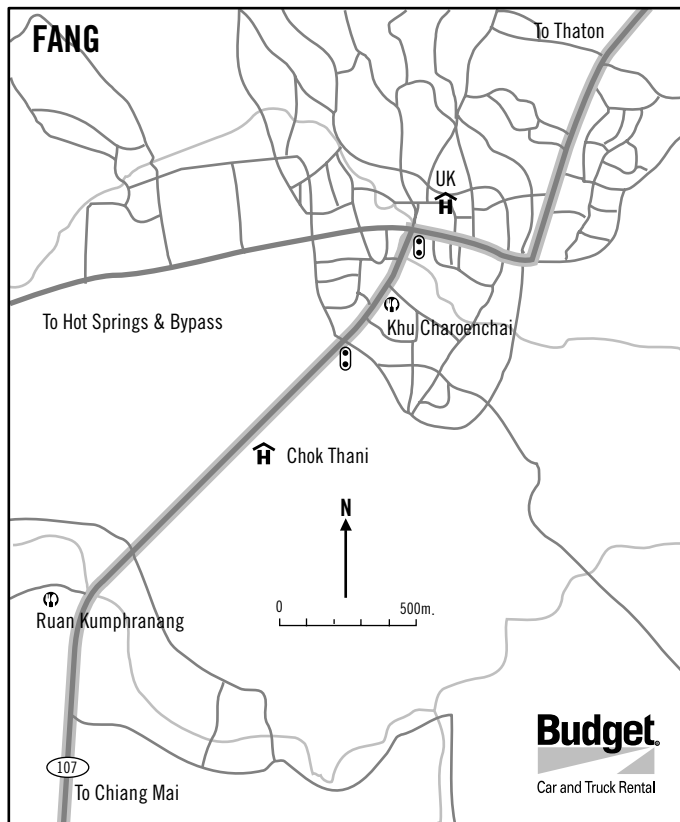 FANG
To Thaton
UK
H
To Hot Springs & Bypass
Khu Charoenchai
H
Chok Thani
N
0 500m.
Ruan Kumphranang
Budget®
Car and Truck Rental
107
To Chiang Mai